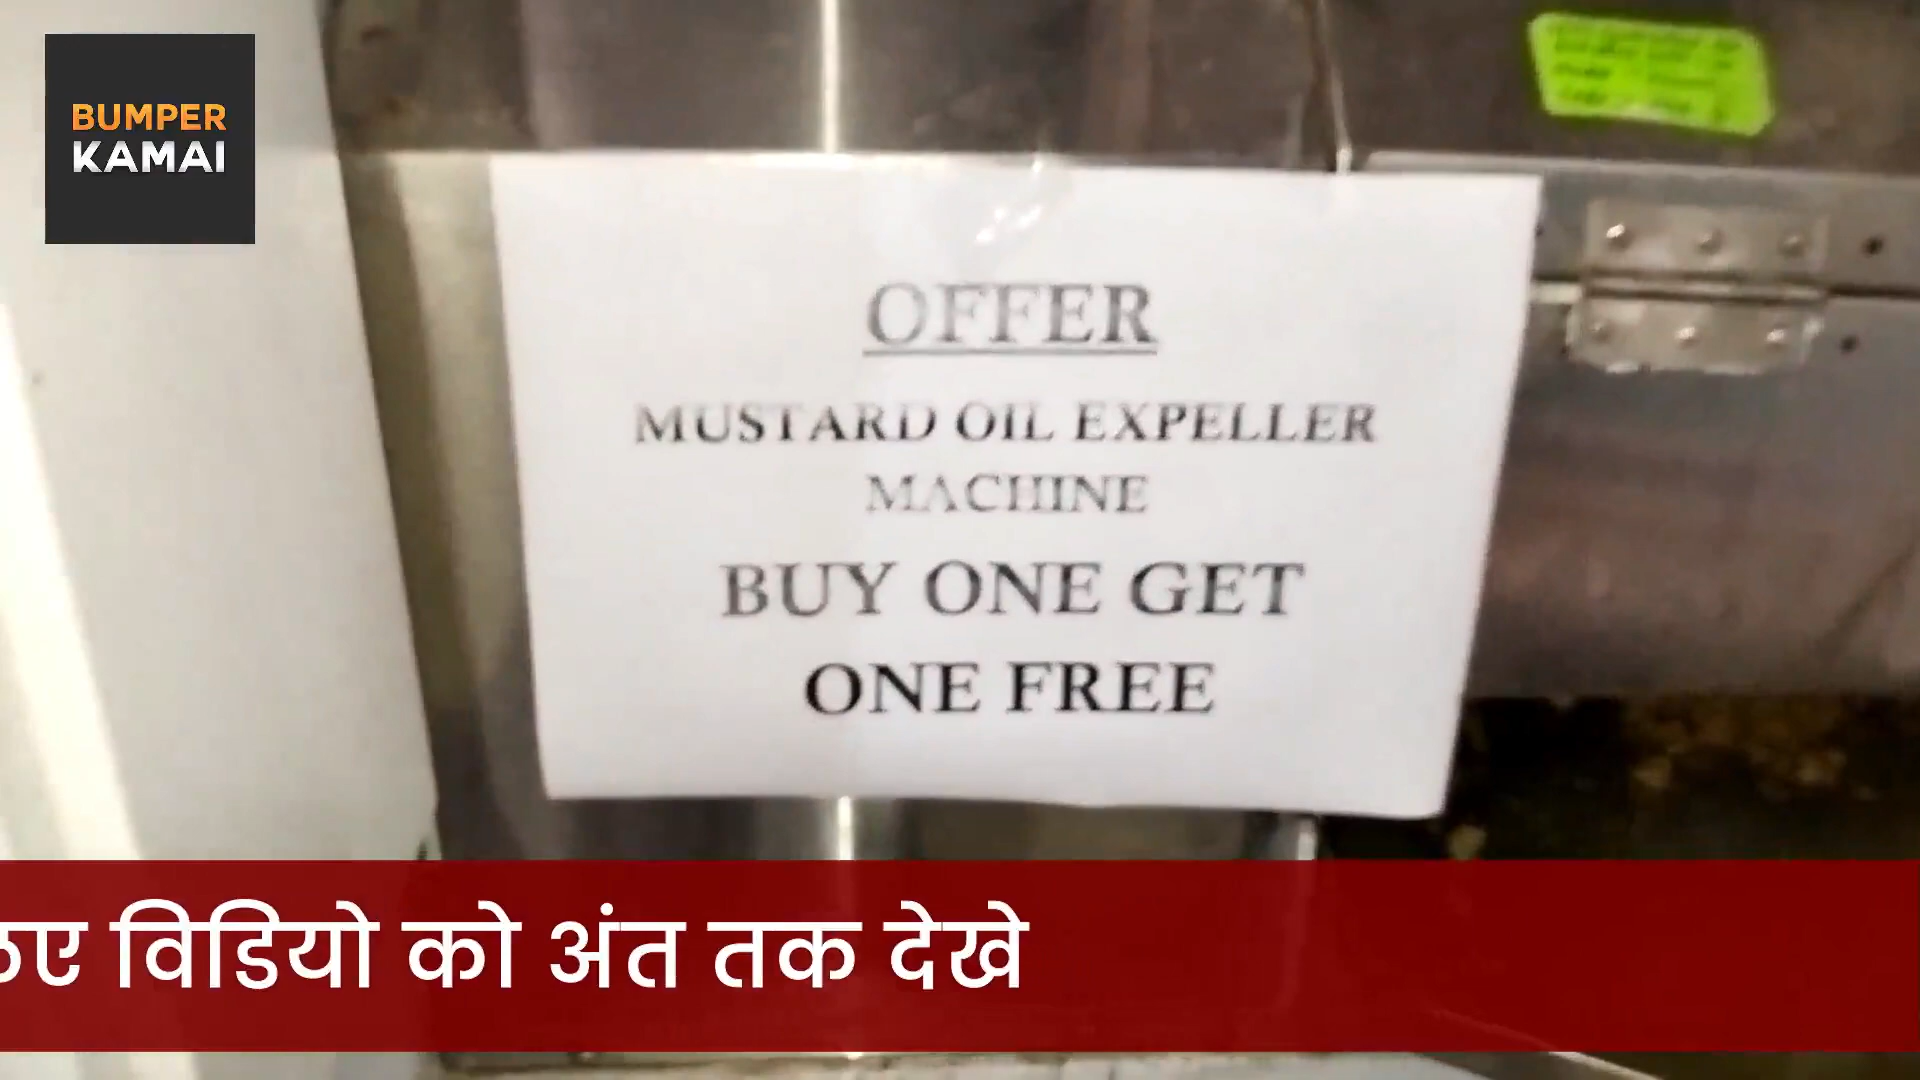 BUMPER
KAMAI
OFFER
MUSTARD OIL EXPELLER
MACHINE
BUY ONE GET
ONE FREE
विडियो को अंत तक देखे